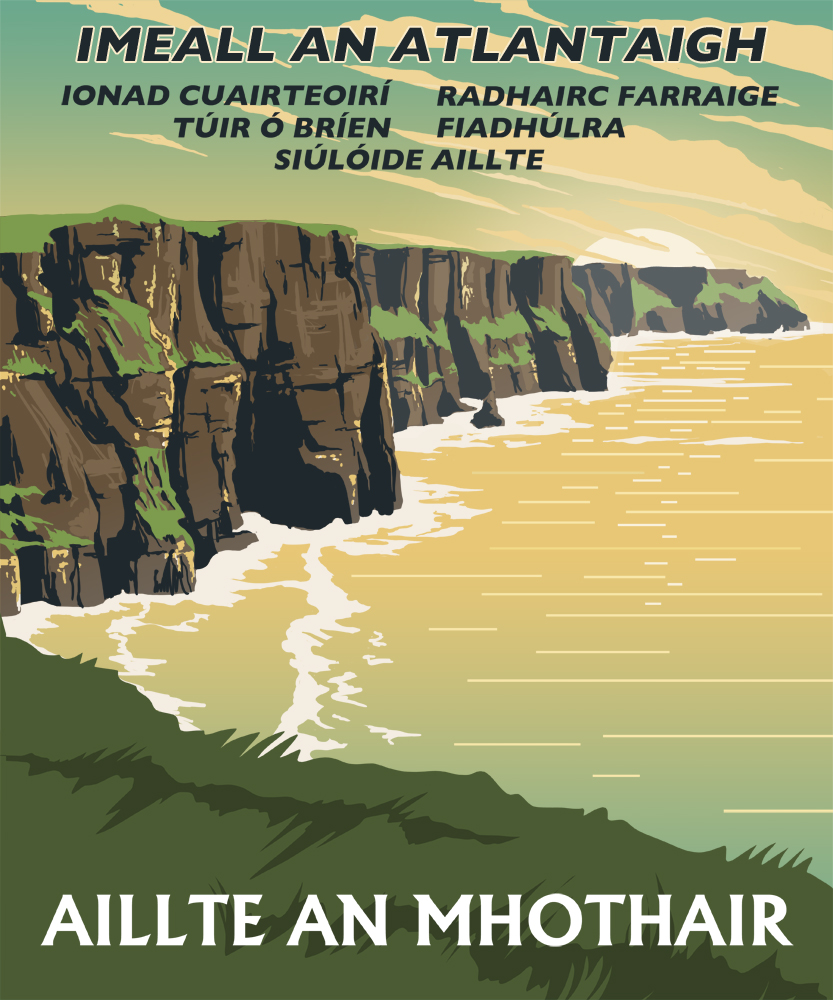 IMEALL AN ATLANTAIGH
IONAD CUAIRTEOIRÍ RADHAIRC FARRAIGE
TÚIR Ó BRÍEN FIADHÚLRA
SIÚLÓIDE AILLTE
AILLTE AN MHOTHAIR